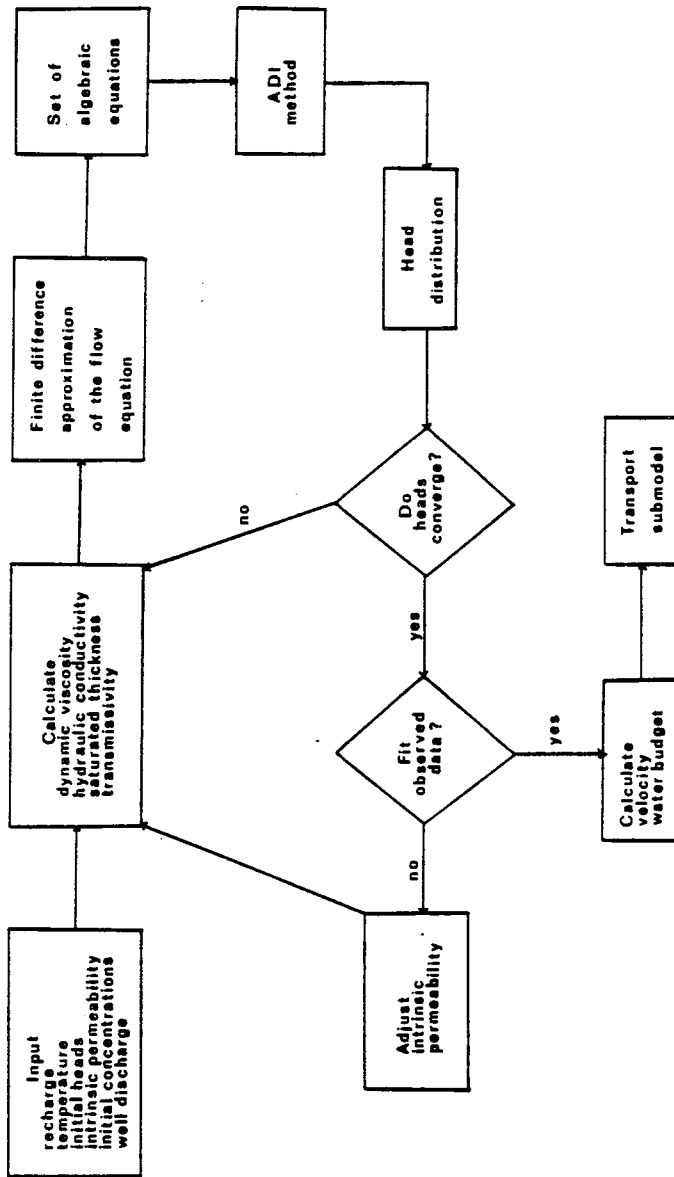 Input
recharge
temperature
initial heads
intrinsic permeability
initial concentrations
well discharge
Calculate
dynamic viscosity
hydraulic conductivity
saturated thickness
transmissivity
Finite difference
approximation
of the flow
equation
Set of
algebraic
equations
ADI
method
Head
distribution
Do
heads
converge?
no
yes
Fit
observed
data?
no
yes
Adjust
intrinsic
permeability
Calculate
velocity
water budget
Transport
submodel